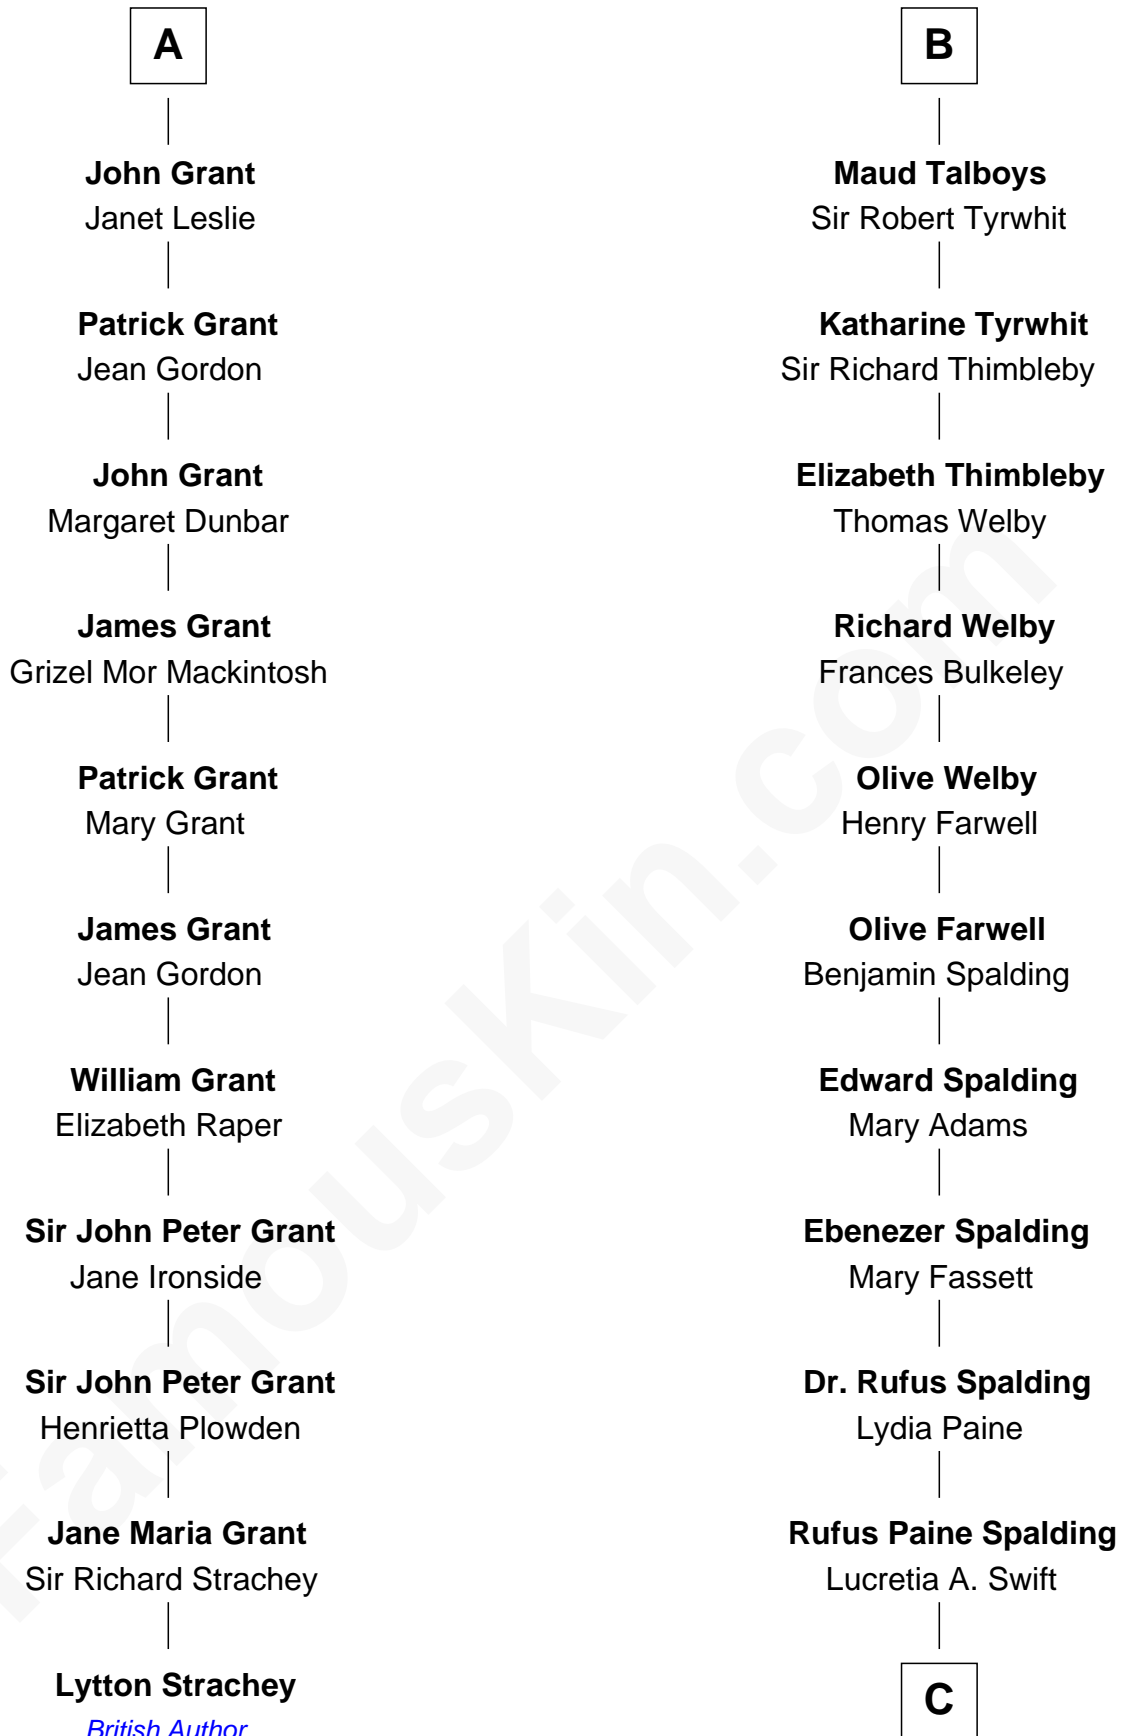 A
John Grant
Janet Leslie
Patrick Grant
Jean Gordon
John Grant
Margaret Dunbar
James Grant
Grizel Mor Mackintosh
Patrick Grant
Mary Grant
James Grant
Jean Gordon
William Grant
Elizabeth Raper
Sir John Peter Grant
Jane Ironside
Sir John Peter Grant
Henrietta Plowden
Jane Maria Grant
Sir Richard Strachey
Lytton Strachey
British Author
B
Maud Talboys
Sir Robert Tyrwhit
Katharine Tyrwhit
Sir Richard Thimbleby
Elizabeth Thimbleby
Thomas Welby
Richard Welby
Frances Bulkeley
Olive Welby
Henry Farwell
Olive Farwell
Benjamin Spalding
Edward Spalding
Mary Adams
Ebenezer Spalding
Mary Fassett
Dr. Rufus Spalding
Lydia Paine
Rufus Paine Spalding
Lucretia A. Swift
C
FamousKin.com